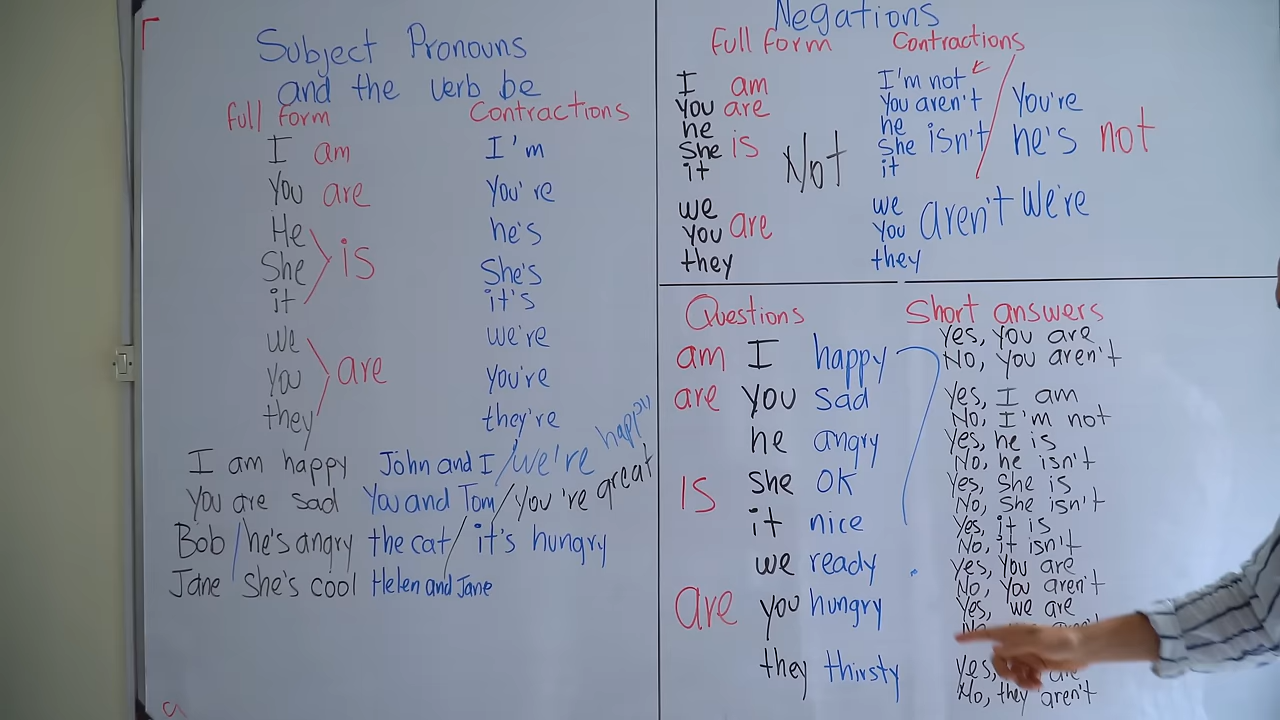 Subject Pronouns
and the verb be
full form Contractions
I am I'm
You are You're
He he's
She is She's
it it's
we we're
you are you're
they they're
I am happy John and I / we're happy
You are sad You and Tom / you're great
Bob / he's angry the cat / it's hungry
Jane she's cool Helen and Jane
Negations
full form Contractions
I am I'm not
you are You aren't You're
he he
she is she isn't he's not
it it
Not
we we
you are you aren't we're
they they
Questions Short answers
am I happy
are you sad
he angry
Is she ok
it nice
we ready
are you hungry
they thirsty
Yes, you are
No, you aren't
Yes, I am
No, I'm not
Yes, he is
No, he isn't
Yes, she is
No, she isn't
Yes, it is
No, it isn't
Yes, you are
No, you aren't
Yes, we are
No
Yes,
No, they aren't